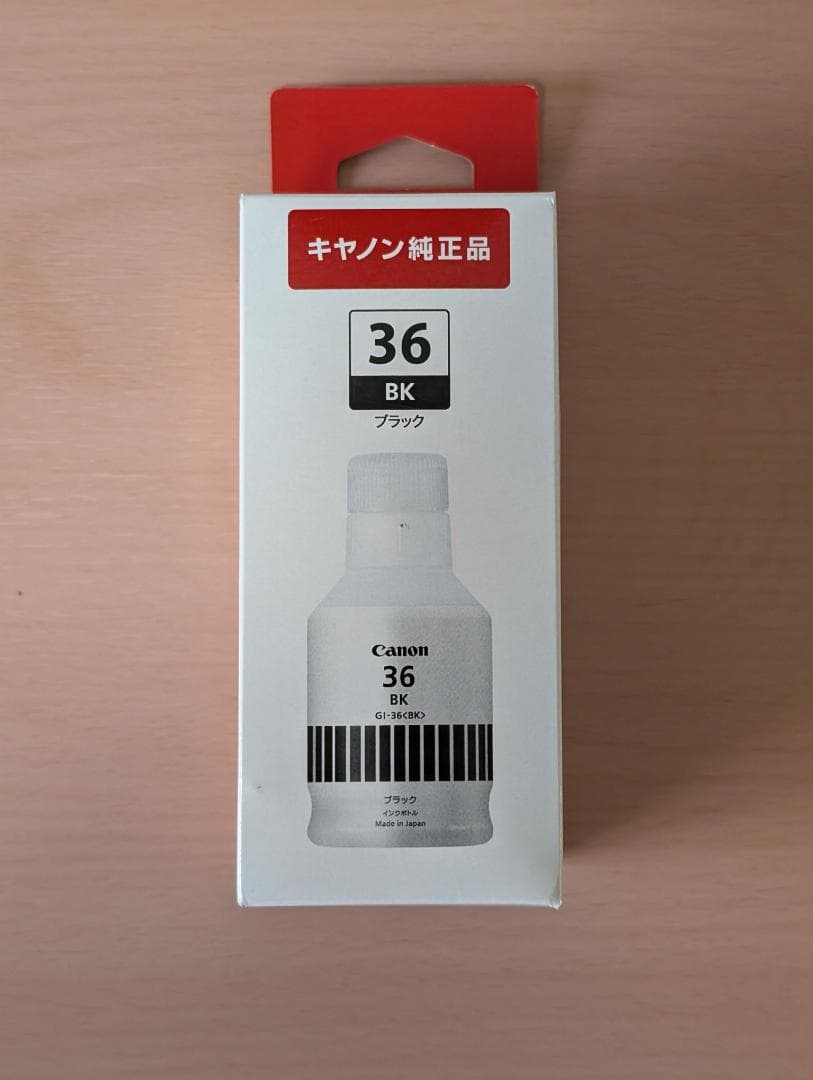 キヤノン純正品
36
BK
ブラック
Canon
36
BK
GI-36<BK>
ブラック
インクボトル
Made in Japan